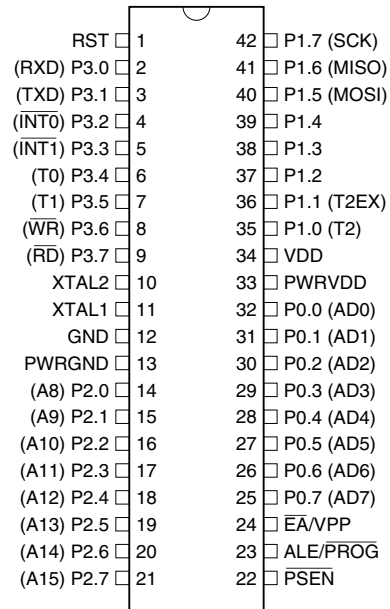 RST 1 42 P1.7 (SCK)
(RXD) P3.0 2 41 P1.6 (MISO)
(TXD) P3.1 3 40 P1.5 (MOSI)
(I̅N̅T̅0̅) P3.2 4 39 P1.4
(I̅N̅T̅1̅) P3.3 5 38 P1.3
(T0) P3.4 6 37 P1.2
(T1) P3.5 7 36 P1.1 (T2EX)
(W̅R̅) P3.6 8 35 P1.0 (T2)
(R̅D̅) P3.7 9 34 VDD
XTAL2 10 33 PWRVDD
XTAL1 11 32 P0.0 (AD0)
GND 12 31 P0.1 (AD1)
PWRGND 13 30 P0.2 (AD2)
(A8) P2.0 14 29 P0.3 (AD3)
(A9) P2.1 15 28 P0.4 (AD4)
(A10) P2.2 16 27 P0.5 (AD5)
(A11) P2.3 17 26 P0.6 (AD6)
(A12) P2.4 18 25 P0.7 (AD7)
(A13) P2.5 19 24 E̅A̅/VPP
(A14) P2.6 20 23 ALE/P̅R̅O̅G̅
(A15) P2.7 21 22 P̅S̅E̅N̅